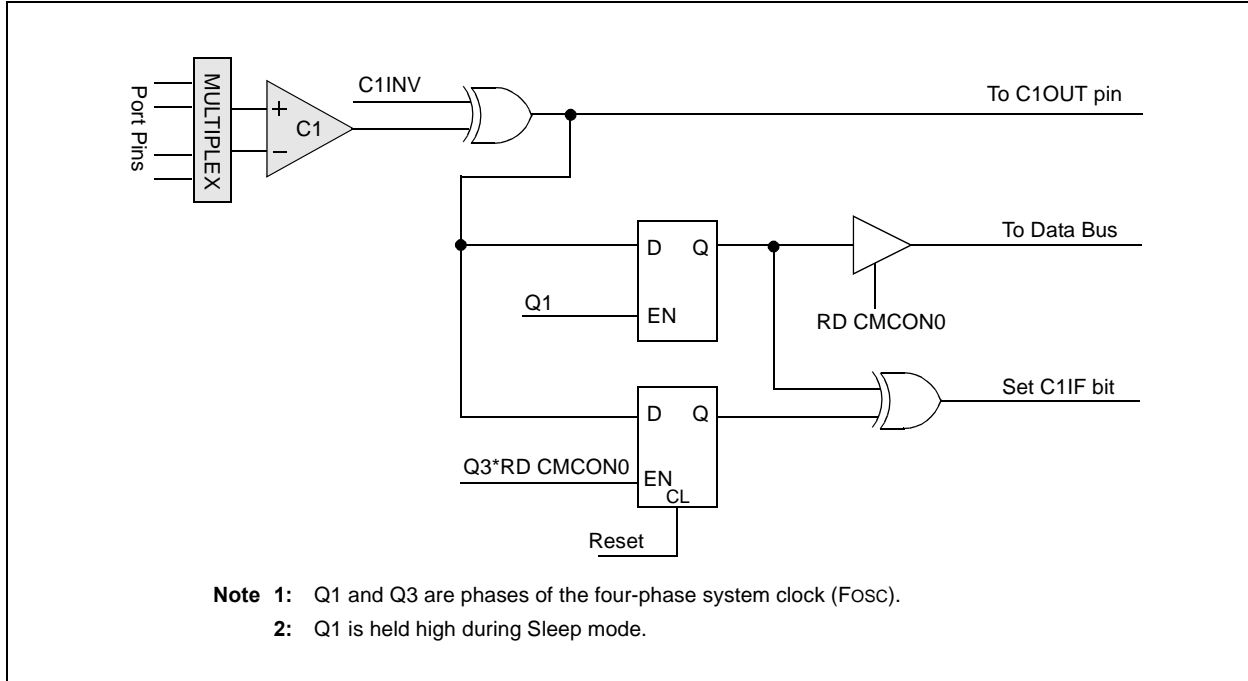 Port Pins
MULTIPLEX
+
−
C1
C1INV
To C1OUT pin
D Q
Q1
EN
To Data Bus
RD CMCON0
D Q
Q3*RD CMCON0
EN
CL
Reset
Set C1IF bit
Note 1: Q1 and Q3 are phases of the four-phase system clock (FOSC).
2: Q1 is held high during Sleep mode.